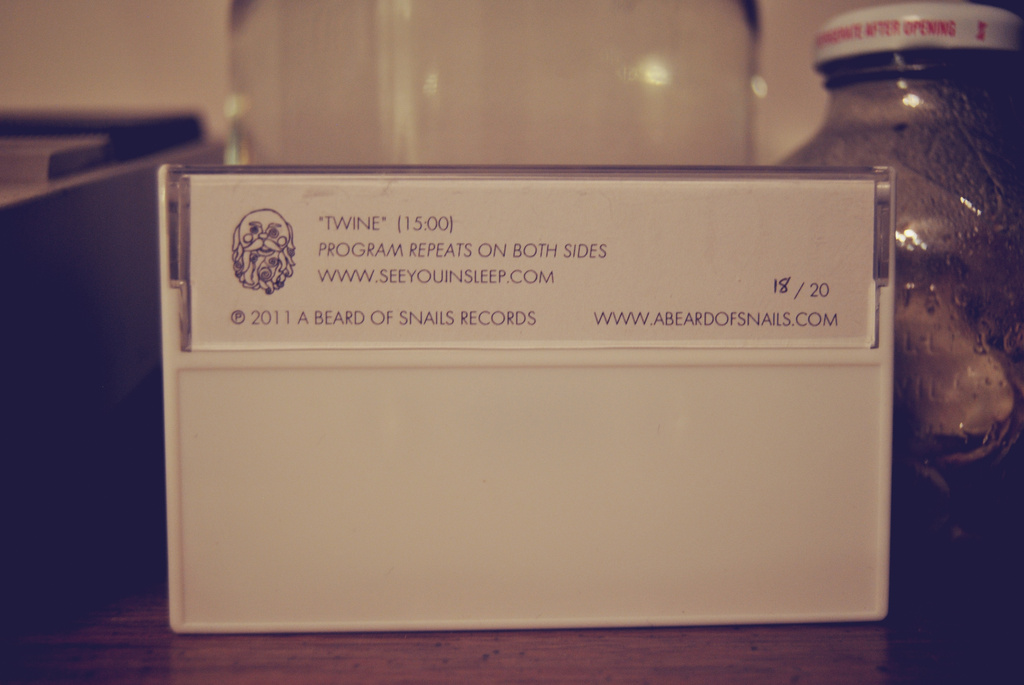 "TWINE" (15:00)
PROGRAM REPEATS ON BOTH SIDES
WWW.SEEYOUINSLEEP.COM
18 / 20
℗ 2011 A BEARD OF SNAILS RECORDS WWW.ABEARDOFSNAILS.COM
AFTER OPENING